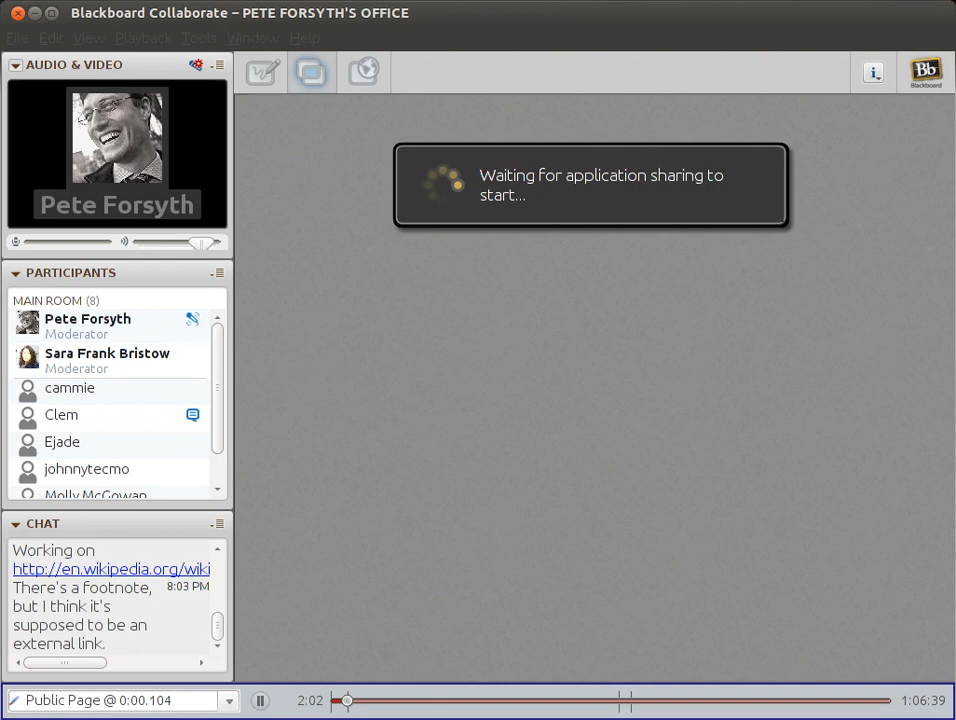 Blackboard Collaborate – PETE FORSYTH'S OFFICE
File Edit View Playback Tools Window Help
AUDIO & VIDEO
Pete Forsyth
PARTICIPANTS
MAIN ROOM (8)
Pete Forsyth
Moderator
Sara Frank Bristow
Moderator
cammie
Clem
Ejade
johnnytecmo
Molly McGowan
CHAT
Working on
http://en.wikipedia.org/wiki
There's a footnote, 8:03 PM
but I think it's
supposed to be an
external link.
Waiting for application sharing to
start...
i
Bb
Blackboard
Public Page @ 0:00.104
2:02
1:06:39